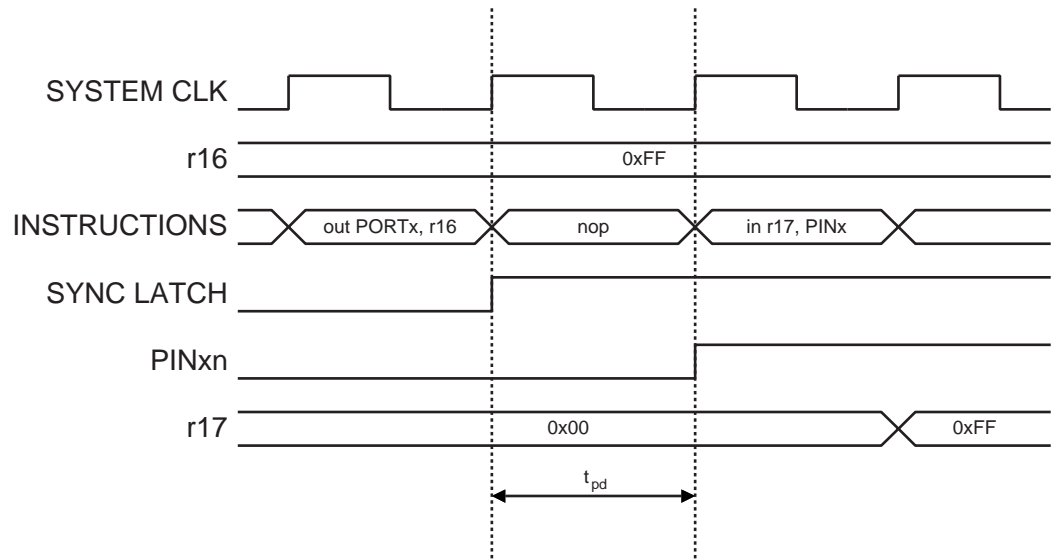 SYSTEM CLK
r16
0xFF
INSTRUCTIONS
out PORTx, r16
nop
in r17, PINx
SYNC LATCH
PINxn
r17
0x00
0xFF
tpd